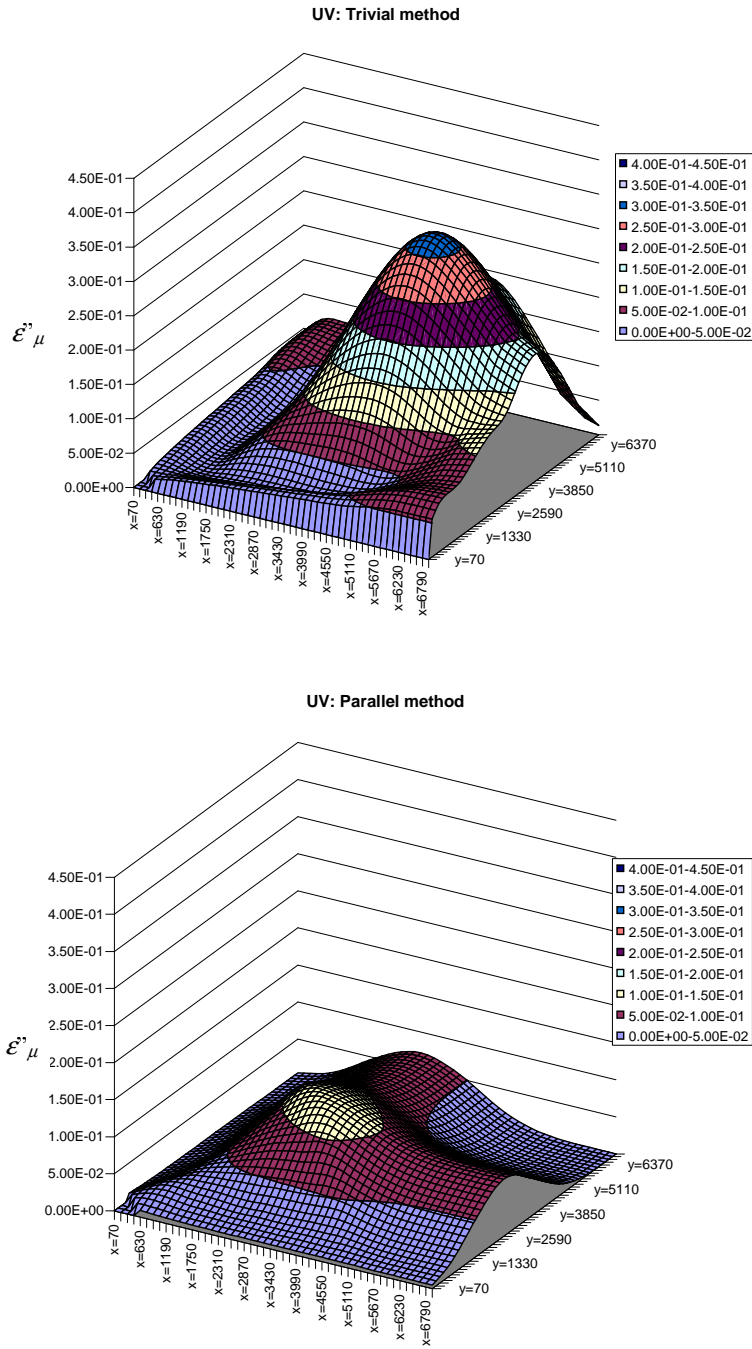 UV: Trivial method
4.50E-01
4.00E-01
3.50E-01
3.00E-01
2.50E-01
2.00E-01
1.50E-01
1.00E-01
5.00E-02
0.00E+00
ε”μ
x=70
x=630
x=1190
x=1750
x=2310
x=2870
x=3430
x=3990
x=4550
x=5110
x=5670
x=6230
x=6790
y=70
y=1330
y=2590
y=3850
y=5110
y=6370
4.00E-01-4.50E-01
3.50E-01-4.00E-01
3.00E-01-3.50E-01
2.50E-01-3.00E-01
2.00E-01-2.50E-01
1.50E-01-2.00E-01
1.00E-01-1.50E-01
5.00E-02-1.00E-01
0.00E+00-5.00E-02
UV: Parallel method
4.50E-01
4.00E-01
3.50E-01
3.00E-01
2.50E-01
2.00E-01
1.50E-01
1.00E-01
5.00E-02
0.00E+00
ε”μ
x=70
x=630
x=1190
x=1750
x=2310
x=2870
x=3430
x=3990
x=4550
x=5110
x=5670
x=6230
x=6790
y=70
y=1330
y=2590
y=3850
y=5110
y=6370
4.00E-01-4.50E-01
3.50E-01-4.00E-01
3.00E-01-3.50E-01
2.50E-01-3.00E-01
2.00E-01-2.50E-01
1.50E-01-2.00E-01
1.00E-01-1.50E-01
5.00E-02-1.00E-01
0.00E+00-5.00E-02